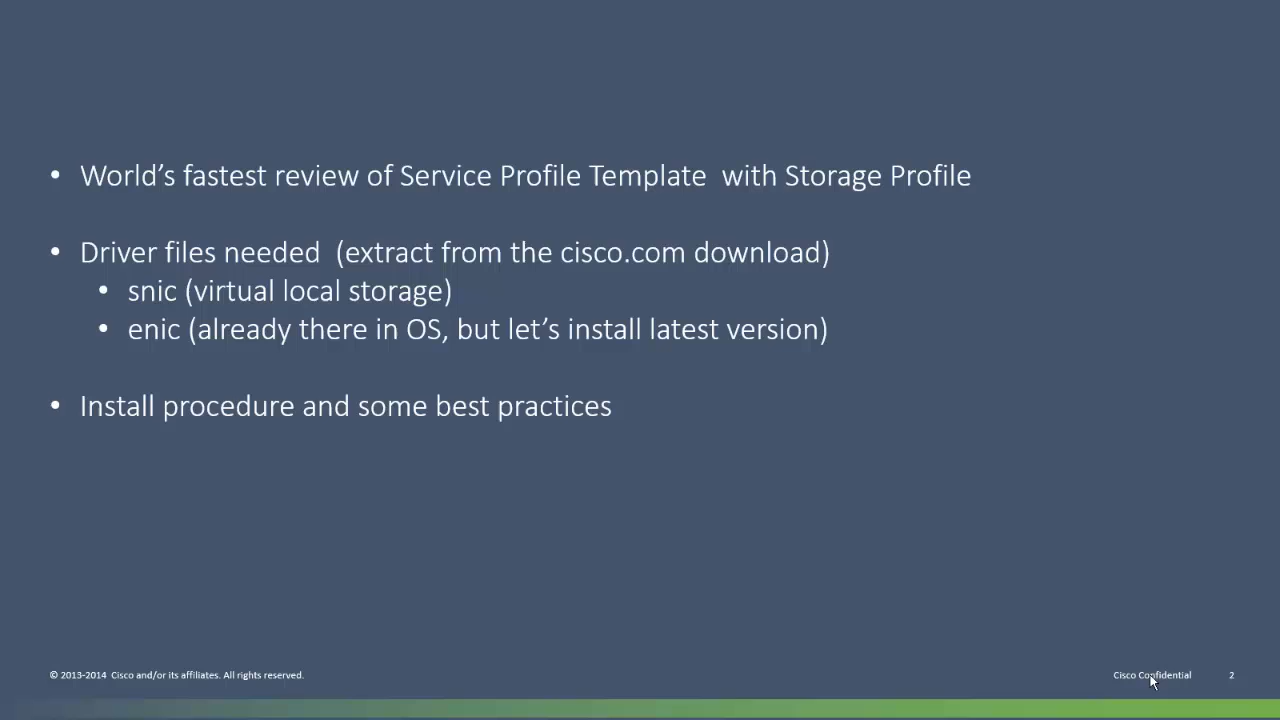 • World’s fastest review of Service Profile Template  with Storage Profile
• Driver files needed  (extract from the cisco.com download)
• snic (virtual local storage)
• enic (already there in OS, but let’s install latest version)
• Install procedure and some best practices
© 2013-2014  Cisco and/or its affiliates. All rights reserved.
Cisco Confidential
2